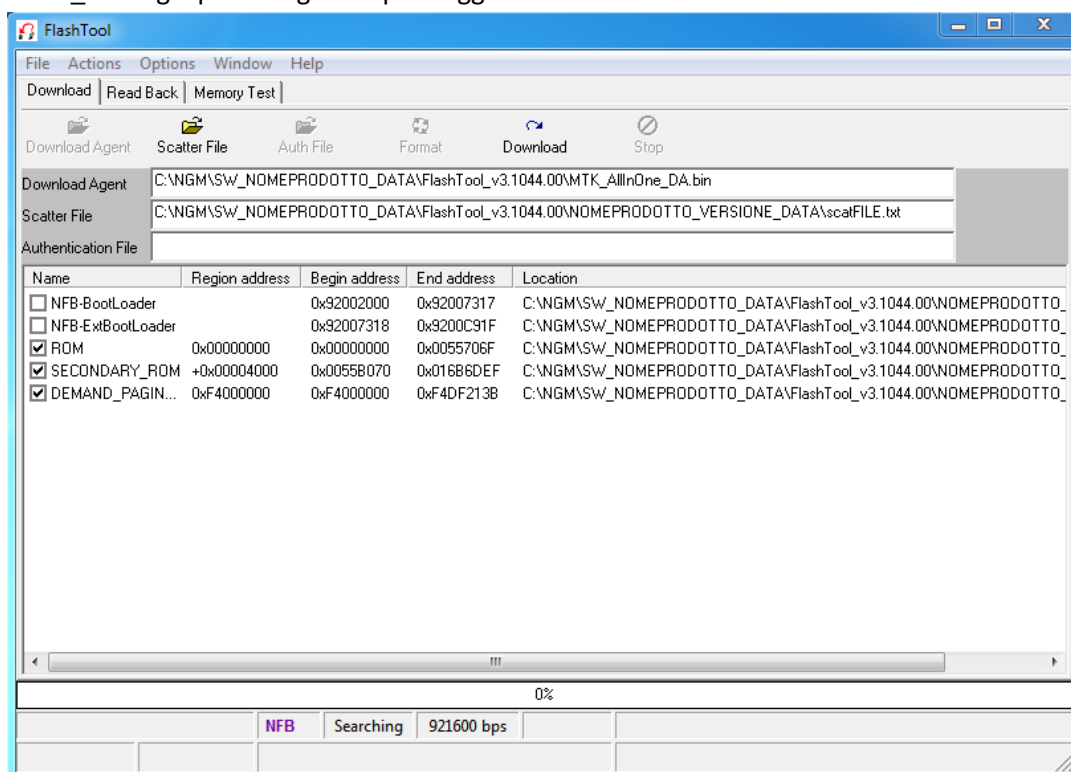 FlashTool
File Actions Options Window Help
Download Read Back Memory Test
Download Agent Scatter File Auth File Format Download Stop
Download Agent C:\NGM\SW_NOMEPRODOTTO_DATA\FlashTool_v3.1044.00\MTK_AllInOne_DA.bin
Scatter File C:\NGM\SW_NOMEPRODOTTO_DATA\FlashTool_v3.1044.00\NOMEPRODOTTO_VERSIONE_DATA\scatFILE.txt
Authentication File
Name Region address Begin address End address Location
NFB-BootLoader 0x92002000 0x92007317 C:\NGM\SW_NOMEPRODOTTO_DATA\FlashTool_v3.1044.00\NOMEPRODOTTO_
NFB-ExtBootLoader 0x92007318 0x9200C91F C:\NGM\SW_NOMEPRODOTTO_DATA\FlashTool_v3.1044.00\NOMEPRODOTTO_
ROM 0x00000000 0x00000000 0x0055706F C:\NGM\SW_NOMEPRODOTTO_DATA\FlashTool_v3.1044.00\NOMEPRODOTTO_
SECONDARY_ROM +0x00004000 0x0055B070 0x016B6DEF C:\NGM\SW_NOMEPRODOTTO_DATA\FlashTool_v3.1044.00\NOMEPRODOTTO_
DEMAND_PAGIN... 0xF4000000 0xF4000000 0xF4DF213B C:\NGM\SW_NOMEPRODOTTO_DATA\FlashTool_v3.1044.00\NOMEPRODOTTO_
0%
NFB Searching 921600 bps